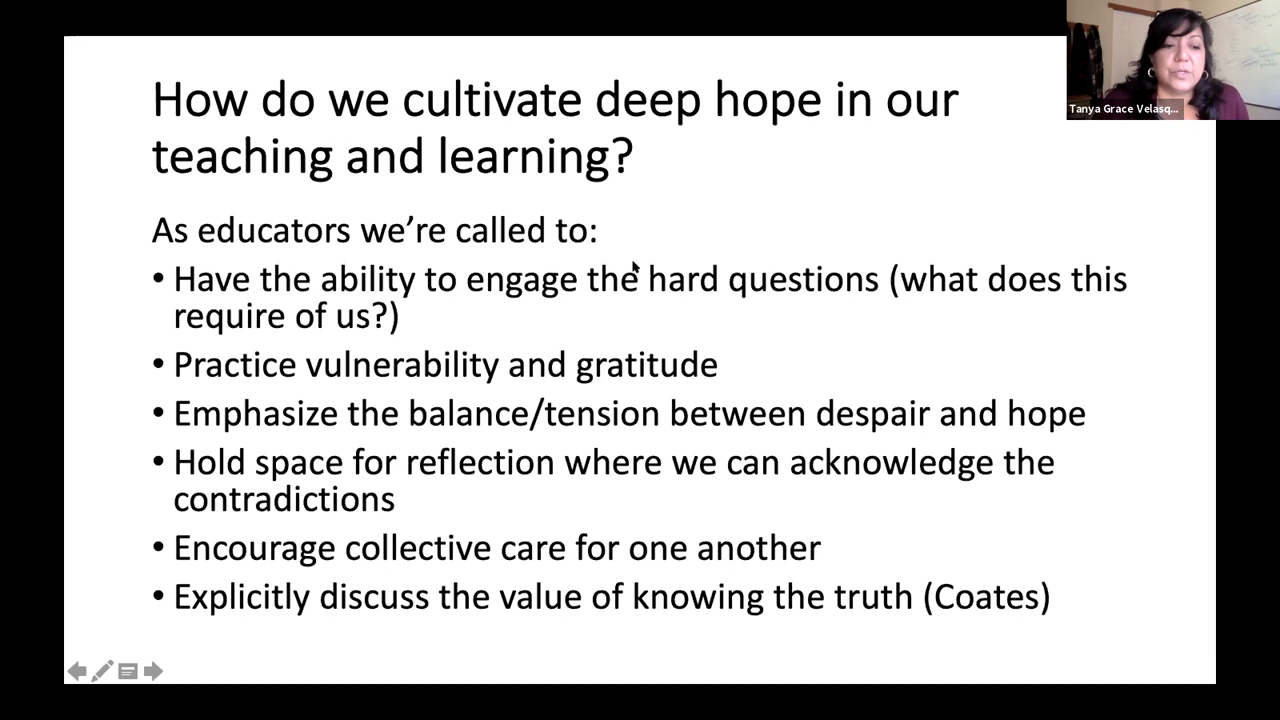 How do we cultivate deep hope in our
teaching and learning?
As educators we’re called to:
• Have the ability to engage the hard questions (what does this
require of us?)
• Practice vulnerability and gratitude
• Emphasize the balance/tension between despair and hope
• Hold space for reflection where we can acknowledge the
contradictions
• Encourage collective care for one another
• Explicitly discuss the value of knowing the truth (Coates)
Tanya Grace Velasq...